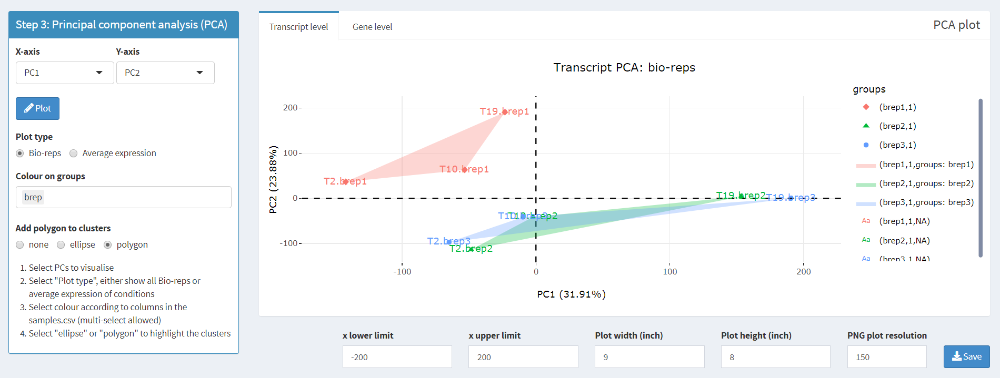 Step 3: Principal component analysis (PCA)
X-axis
Y-axis
PC1
PC2
Plot
Plot type
Bio-reps
Average expression
Colour on groups
brep
Add polygon to clusters
none
ellipse
polygon
1. Select PCs to visualise
2. Select "Plot type", either show all Bio-reps or
average expression of conditions
3. Select colour according to columns in the
samples.csv (multi-select allowed)
4. Select "ellipse" or "polygon" to highlight the clusters
Transcript level
Gene level
PCA plot
Transcript PCA: bio-reps
PC2 (23.88%)
200
100
0
-100
T19.brep1
T10.brep1
T2.brep1
T19.brep2
T19.brep3
T10.brep3
T10.brep2
T2.brep3
T2.brep2
-100
0
100
200
PC1 (31.91%)
groups
(brep1,1)
(brep2,1)
(brep3,1)
(brep1,1,groups: brep1)
(brep2,1,groups: brep2)
(brep3,1,groups: brep3)
Aa (brep1,1,NA)
Aa (brep2,1,NA)
Aa (brep3,1,NA)
x lower limit
x upper limit
Plot width (inch)
Plot height (inch)
PNG plot resolution
-200
200
9
8
150
Save